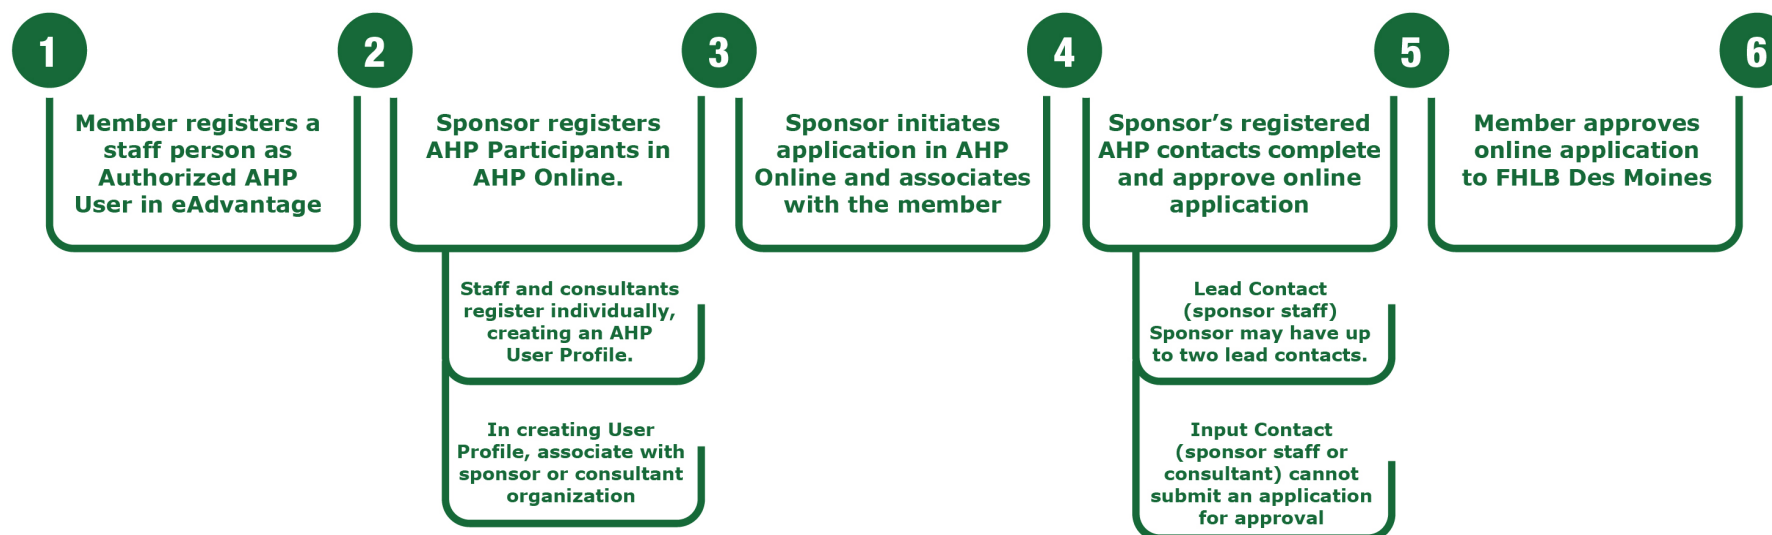 1
Member registers a
staff person as
Authorized AHP
User in eAdvantage
2
Sponsor registers
AHP Participants in
AHP Online.
Staff and consultants
register individually,
creating an AHP
User Profile.
In creating User
Profile, associate with
sponsor or consultant
organization
3
Sponsor initiates
application in AHP
Online and associates
with the member
4
Sponsor’s registered
AHP contacts complete
and approve online
application
Lead Contact
(sponsor staff)
Sponsor may have up
to two lead contacts.
Input Contact
(sponsor staff or
consultant) cannot
submit an application
for approval
5
Member approves
online application
to FHLB Des Moines
6